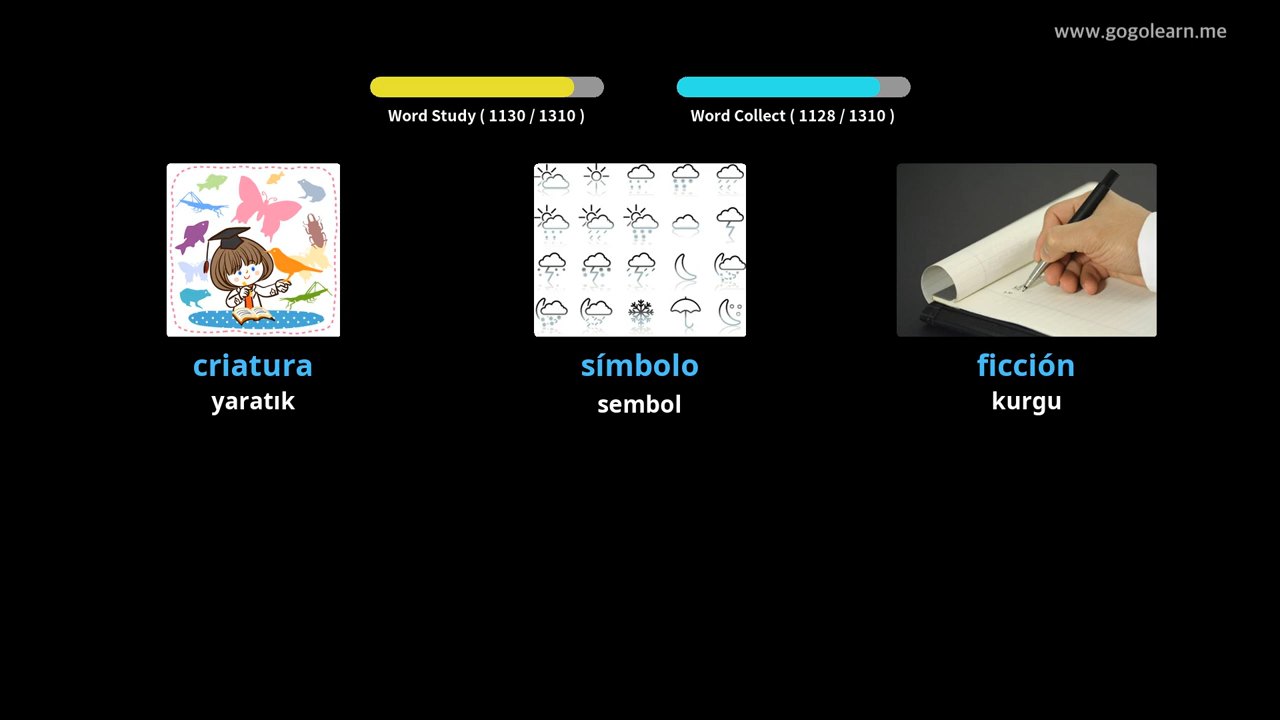 www.gogolearn.me
Word Study ( 1130 / 1310 )
Word Collect ( 1128 / 1310 )
criatura
yaratık
símbolo
sembol
ficción
kurgu